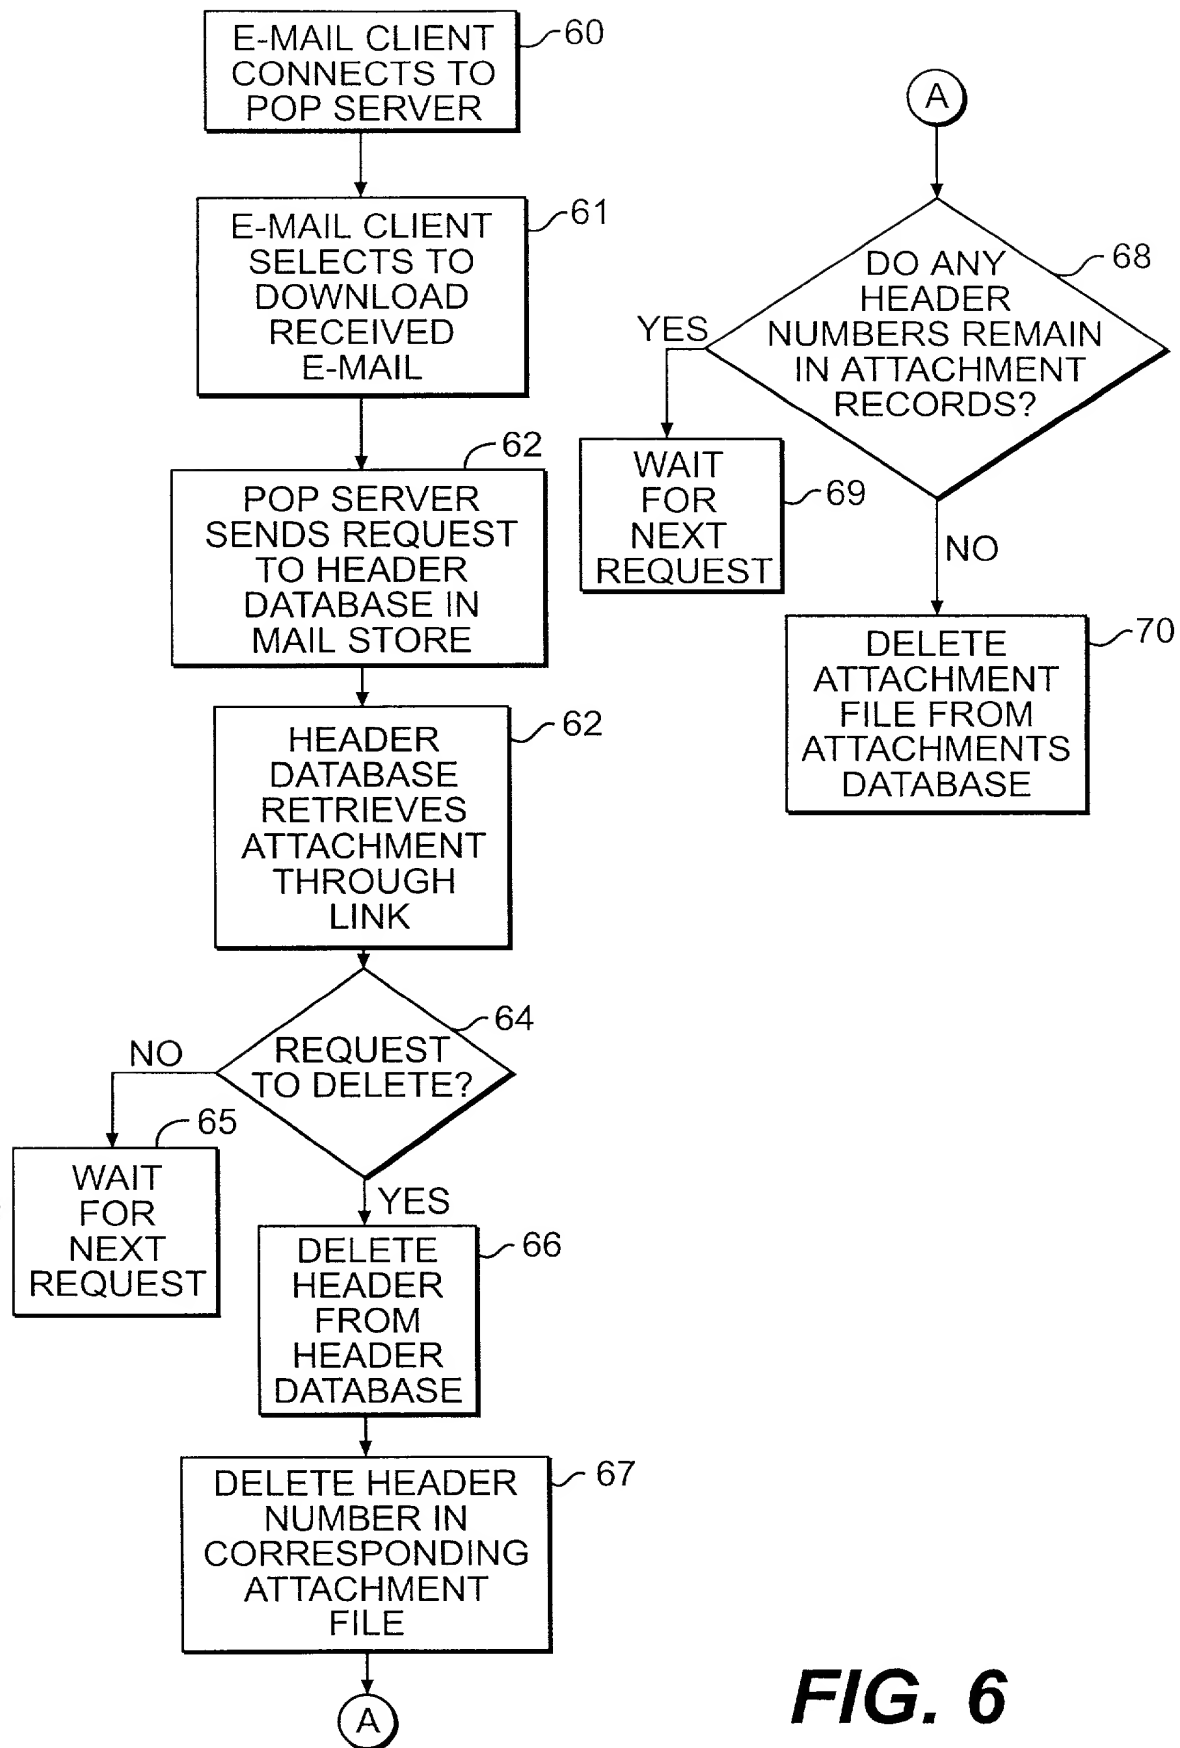 E-MAIL CLIENT
CONNECTS TO
POP SERVER
60
E-MAIL CLIENT
SELECTS TO
DOWNLOAD
RECEIVED
E-MAIL
61
POP SERVER
SENDS REQUEST
TO HEADER
DATABASE IN
MAIL STORE
62
HEADER
DATABASE
RETRIEVES
ATTACHMENT
THROUGH
LINK
62
REQUEST
TO DELETE?
64
NO
WAIT
FOR
NEXT
REQUEST
65
YES
DELETE
HEADER
FROM
HEADER
DATABASE
66
DELETE HEADER
NUMBER IN
CORRESPONDING
ATTACHMENT
FILE
67
A
A
DO ANY
HEADER
NUMBERS REMAIN
IN ATTACHMENT
RECORDS?
68
YES
WAIT
FOR
NEXT
REQUEST
69
NO
DELETE
ATTACHMENT
FILE FROM
ATTACHMENTS
DATABASE
70
FIG. 6